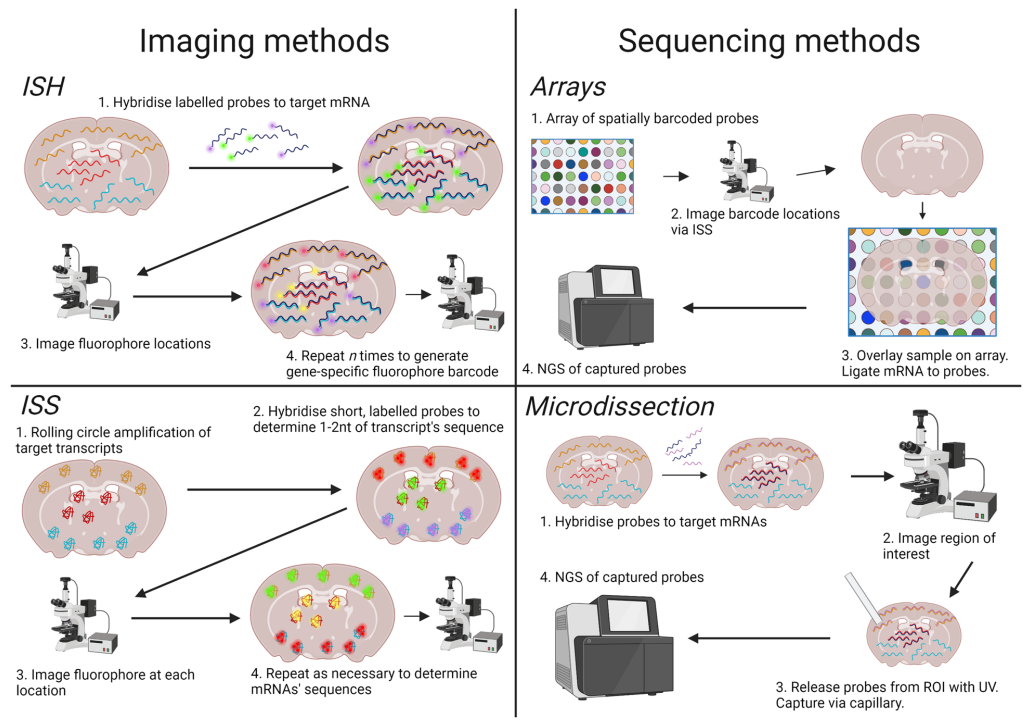 Imaging methods
ISH
1. Hybridise labelled probes to target mRNA
3. Image fluorophore locations
4. Repeat n times to generate
gene-specific fluorophore barcode
Sequencing methods
Arrays
1. Array of spatially barcoded probes
2. Image barcode locations
via ISS
3. Overlay sample on array.
Ligate mRNA to probes.
4. NGS of captured probes
ISS
1. Rolling circle amplification of
target transcripts
2. Hybridise short, labelled probes to
determine 1-2nt of transcript's sequence
3. Image fluorophore at each
location
4. Repeat as necessary to determine
mRNAs' sequences
Microdissection
1. Hybridise probes to target mRNAs
2. Image region of
interest
3. Release probes from ROI with UV.
Capture via capillary.
4. NGS of captured probes